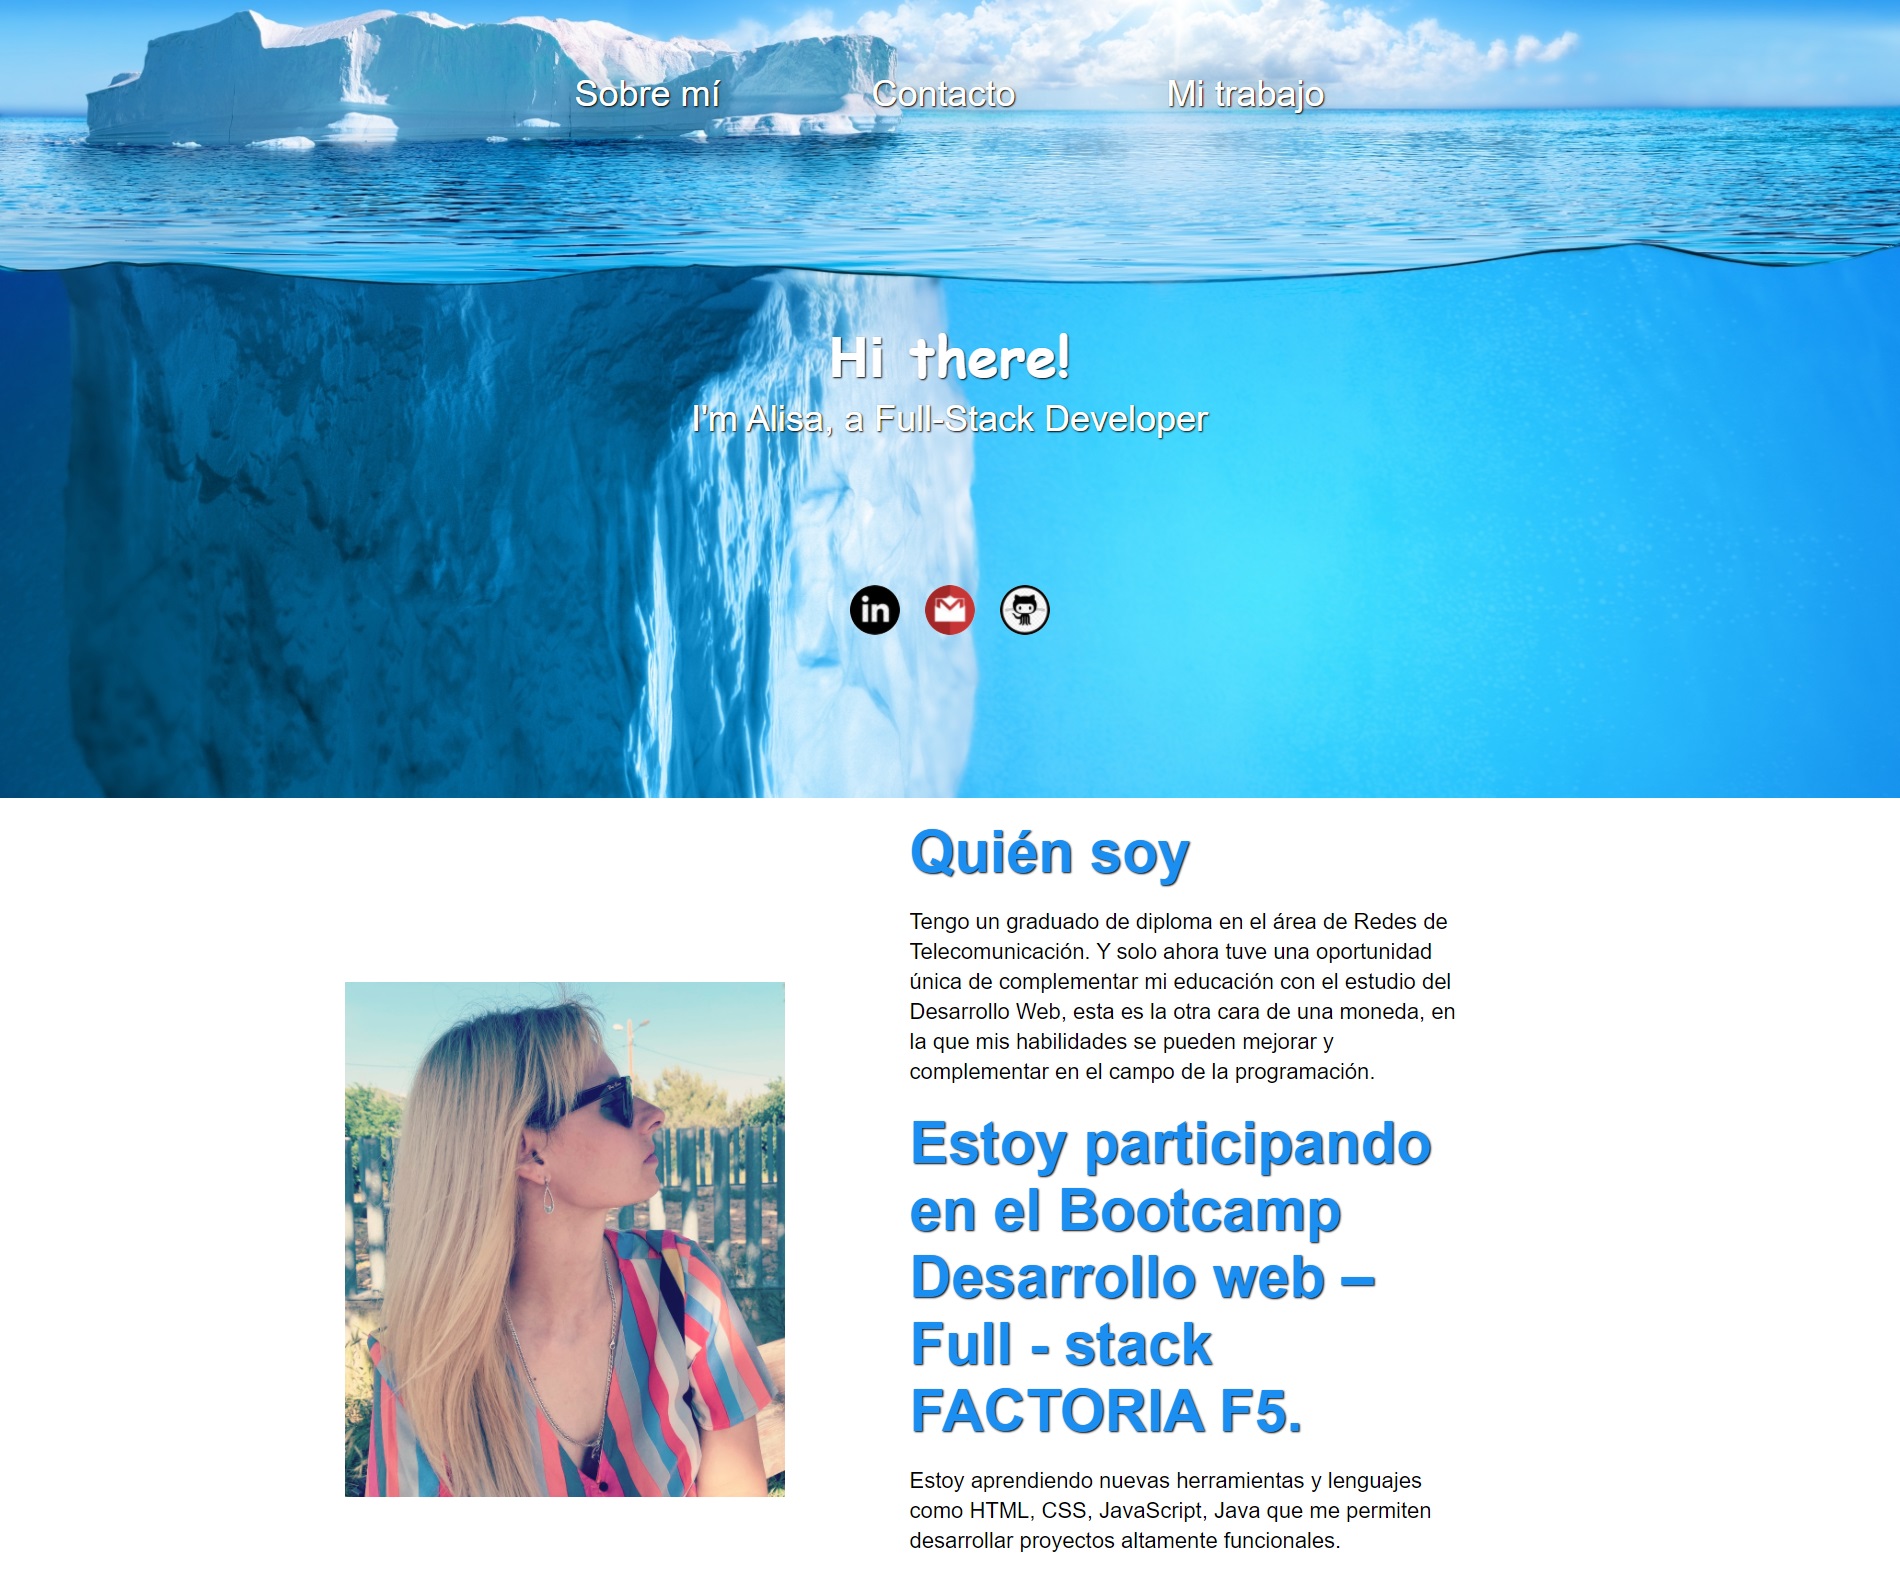 Sobre mí Contacto Mi trabajo
Hi there!
I'm Alisa, a Full-Stack Developer
in
Quién soy
Tengo un graduado de diploma en el área de Redes de
Telecomunicación. Y solo ahora tuve una oportunidad
única de complementar mi educación con el estudio del
Desarrollo Web, esta es la otra cara de una moneda, en
la que mis habilidades se pueden mejorar y
complementar en el campo de la programación.
Estoy participando
en el Bootcamp
Desarrollo web –
Full - stack
FACTORIA F5.
Estoy aprendiendo nuevas herramientas y lenguajes
como HTML, CSS, JavaScript, Java que me permiten
desarrollar proyectos altamente funcionales.